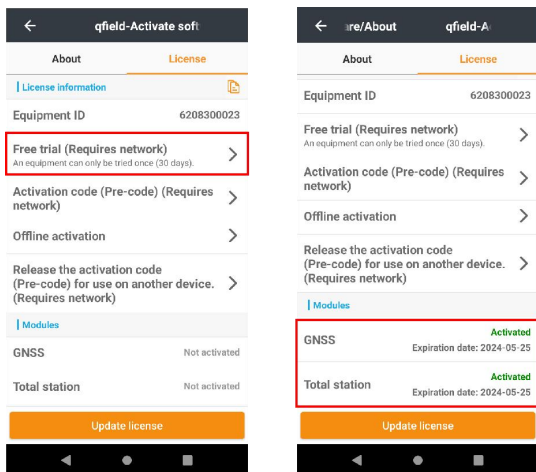 qfield-Activate soft
About License
License information
Equipment ID 6208300023
Free trial (Requires network)
An equipment can only be tried once (30 days).
Activation code (Pre-code) (Requires
network)
Offline activation
Release the activation code
(Pre-code) for use on another device.
(Requires network)
Modules
GNSS Not activated
Total station Not activated
Update license
are/About qfield-A
About License
Equipment ID 6208300023
Free trial (Requires network)
An equipment can only be tried once (30 days).
Activation code (Pre-code) (Requires
network)
Offline activation
Release the activation code
(Pre-code) for use on another device.
(Requires network)
Modules
GNSS Activated
Expiration date: 2024-05-25
Total station Activated
Expiration date: 2024-05-25
Update license